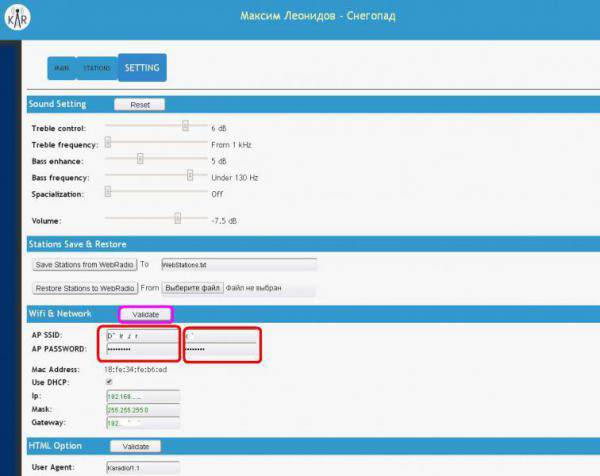 KAR
Максим Леонидов - Снегопад
MAIN STATIONS SETTING
Sound Setting Reset
Treble control: 6 dB
Treble frequency: From 1 kHz
Bass enhance: 5 dB
Bass frequency: Under 130 Hz
Spacialization: Off
Volume: -7.5 dB
Stations Save & Restore
Save Stations from WebRadio To WebStations.txt
Restore Stations to WebRadio From Выберите файл Файл не выбран
Wifi & Network Validate
AP SSID:
AP PASSWORD: ••••••••• ••••••••
Mac Address: 18:fe:34:fe:b6:ed
Use DHCP:
Ip: 192.168.
Mask: 255.255.255.0
Gateway: 192.
HTML Option Validate
User Agent: Karadio/1.1